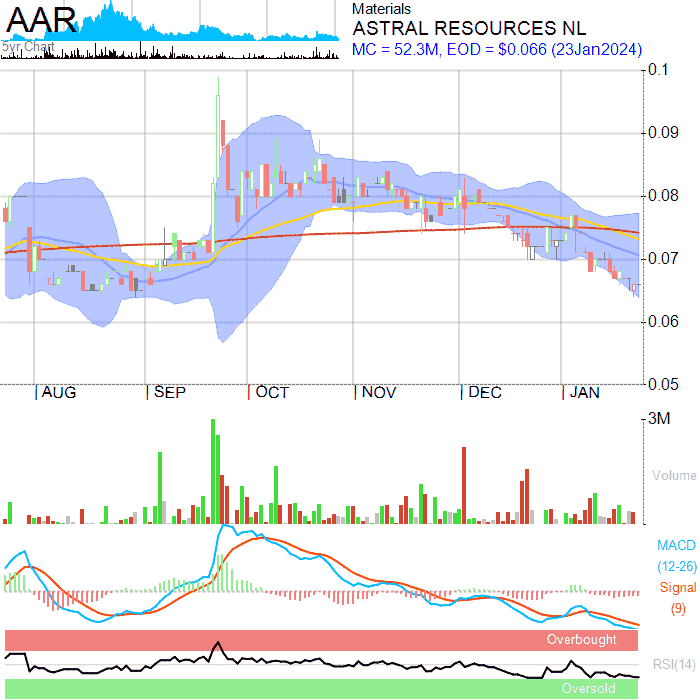 AAR
5yr Chart
Materials
ASTRAL RESOURCES NL
MC = 52.3M, EOD = $0.066 (23Jan2024)
0.1
0.09
0.08
0.07
0.06
0.05
AUG SEP OCT NOV DEC JAN
3M
Volume
MACD
(12-26)
Signal
(9)
Overbought
RSI(14)
Oversold